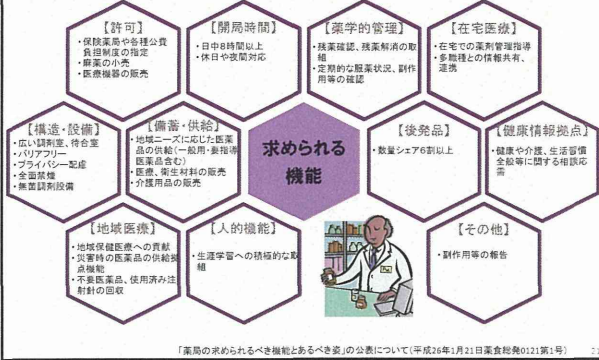 【許可】
・保険薬局や各種公費
負担制度の指定
・麻薬の小売
・医療機器の販売
【開局時間】
・日中8時間以上
・休日や夜間対応
【薬学的管理】
・残薬確認、残薬解消の取
組
・定期的な服薬状況、副作
用等の確認
【在宅医療】
・在宅での薬剤管理指導
・多職種との情報共有、
連携
【構造・設備】
・広い調剤室、待合室
・バリアフリー
・プライバシー配慮
・全面禁煙
・無菌調剤設備
【備蓄・供給】
・地域ニーズに応じた医薬
品の供給(一般用・要指導
医薬品含む)
・医療、衛生材料の販売
・介護用品の販売
求められる
機能
【後発品】
・数量シェア6割以上
【健康情報拠点】
・健康や介護、生活習慣
全般等に関する相談応
需
【地域医療】
・地域保健医療への貢献
・災害時の医薬品の供給拠
点機能
・不要医薬品、使用済み注
射針の回収
【人的機能】
・生涯学習への積極的な取
組
【その他】
・副作用等の報告
「薬局の求められるべき機能とあるべき姿」の公表について(平成26年1月21日薬食総発0121第1号)